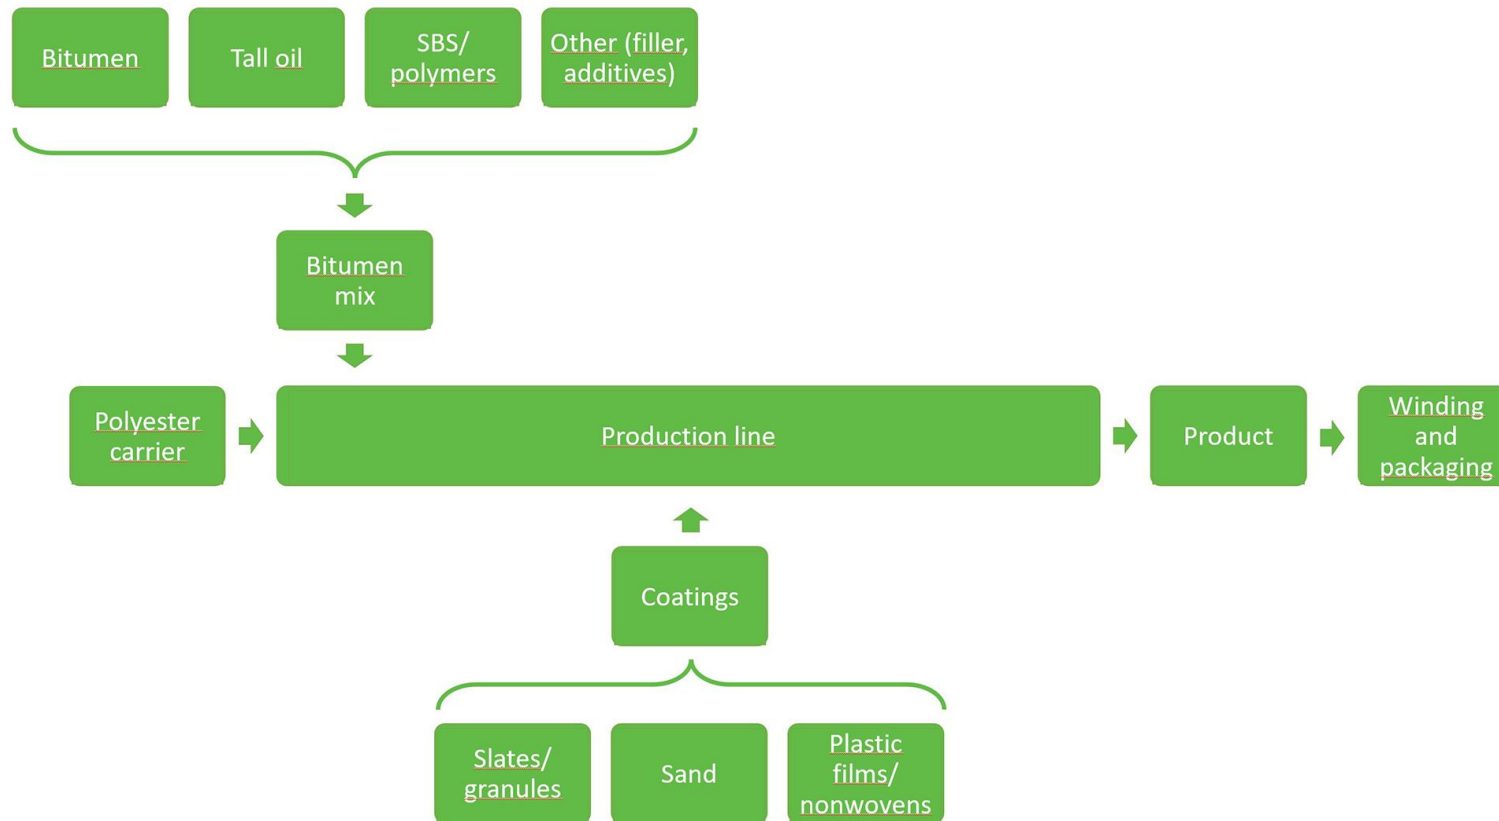 Bitumen
Tall oil
SBS/
polymers
Other (filler,
additives)
Bitumen
mix
Polyester
carrier
Production line
Product
Winding
and
packaging
Coatings
Slates/
granules
Sand
Plastic
films/
nonwovens